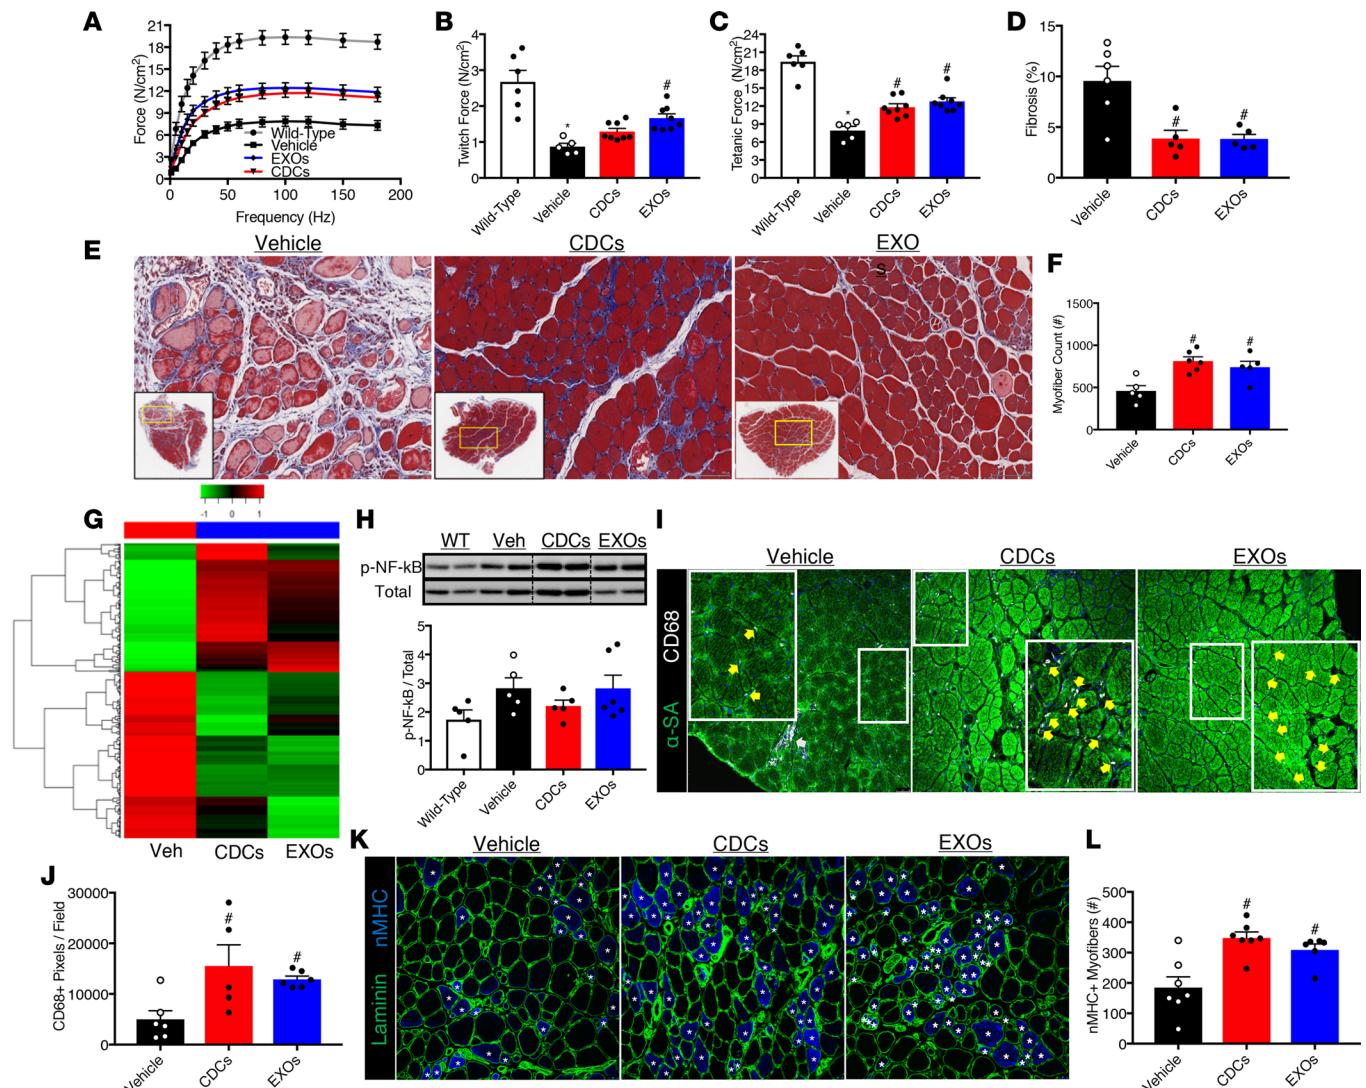 A
Force (N/cm²)
21
18
15
12
9
6
3
0
0
50
100
150
200
Frequency (Hz)
Wild-Type
Vehicle
EXOs
CDCs
B
Twitch Force (N/cm²)
4
3
2
1
0
*
#
Wild-Type
Vehicle
CDCs
EXOs
C
Tetanic Force (N/cm²)
24
21
18
15
12
9
6
3
0
*
#
#
Wild-Type
Vehicle
CDCs
EXOs
D
Fibrosis (%)
15
10
5
0
#
#
Vehicle
CDCs
EXOs
E
Vehicle
CDCs
EXO
s
F
Myofiber Count (#)
1500
1000
500
0
#
#
Vehicle
CDCs
EXOs
G
-1
0
1
Veh
CDCs
EXOs
H
WT
Veh
CDCs
EXOs
p-NF-kB
Total
p-NF-kB / Total
5
4
3
2
1
0
Wild-Type
Vehicle
CDCs
EXOs
I
Vehicle
CDCs
EXOs
α-SA CD68
J
CD68+ Pixels / Field
30000
20000
10000
0
#
#
Vehicle
CDCs
EXOs
K
Vehicle
CDCs
EXOs
Laminin nMHC
L
nMHC+ Myofibers (#)
500
400
300
200
100
0
#
#
Vehicle
CDCs
EXOs